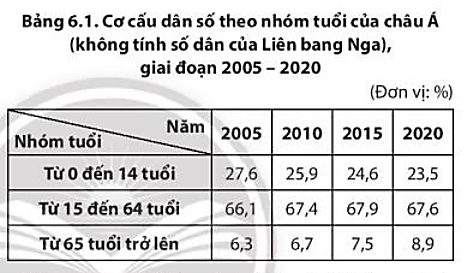 Bảng 6.1. Cơ cấu dân số theo nhóm tuổi của châu Á
(không tính số dân của Liên bang Nga),
giai đoạn 2005 – 2020
(Đơn vị: %)
Năm
Nhóm tuổi
2005 2010 2015 2020
Từ 0 đến 14 tuổi 27,6 25,9 24,6 23,5
Từ 15 đến 64 tuổi 66,1 67,4 67,9 67,6
Từ 65 tuổi trở lên 6,3 6,7 7,5 8,9